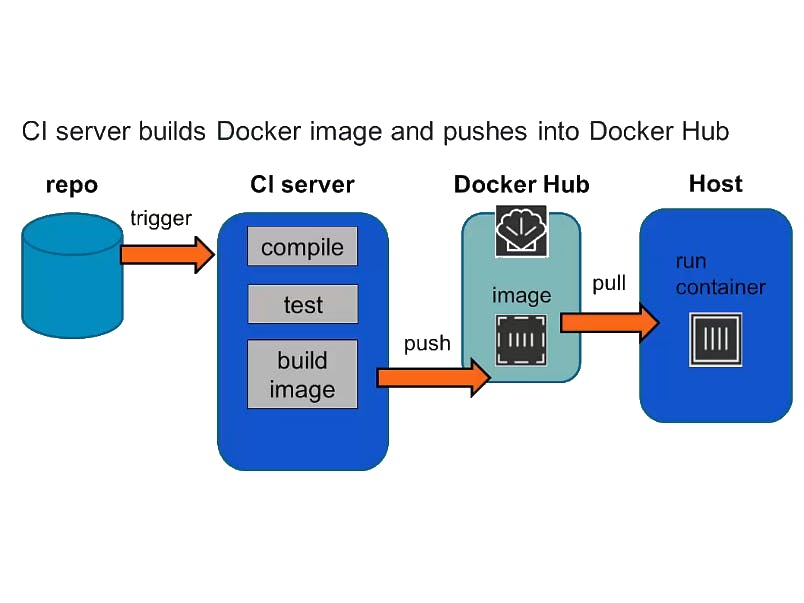 CI server builds Docker image and pushes into Docker Hub
repo
CI server
Docker Hub
Host
trigger
compile
test
build
image
push
image
pull
run
container